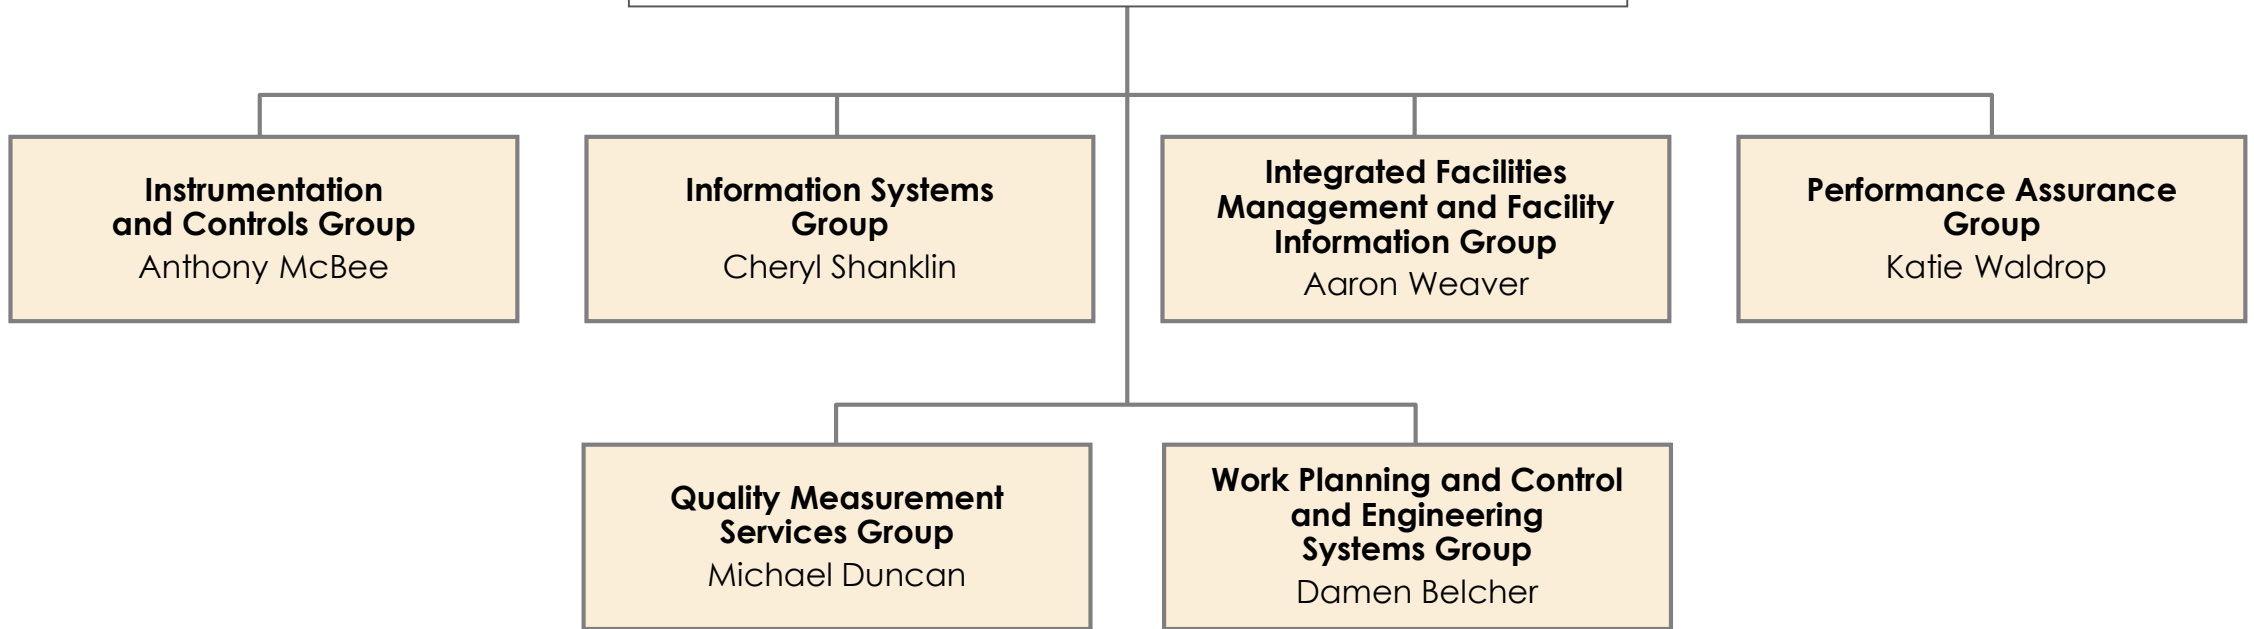 Instrumentation
and Controls Group
Anthony McBee
Information Systems
Group
Cheryl Shanklin
Integrated Facilities
Management and Facility
Information Group
Aaron Weaver
Performance Assurance
Group
Katie Waldrop
Quality Measurement
Services Group
Michael Duncan
Work Planning and Control
and Engineering
Systems Group
Damen Belcher